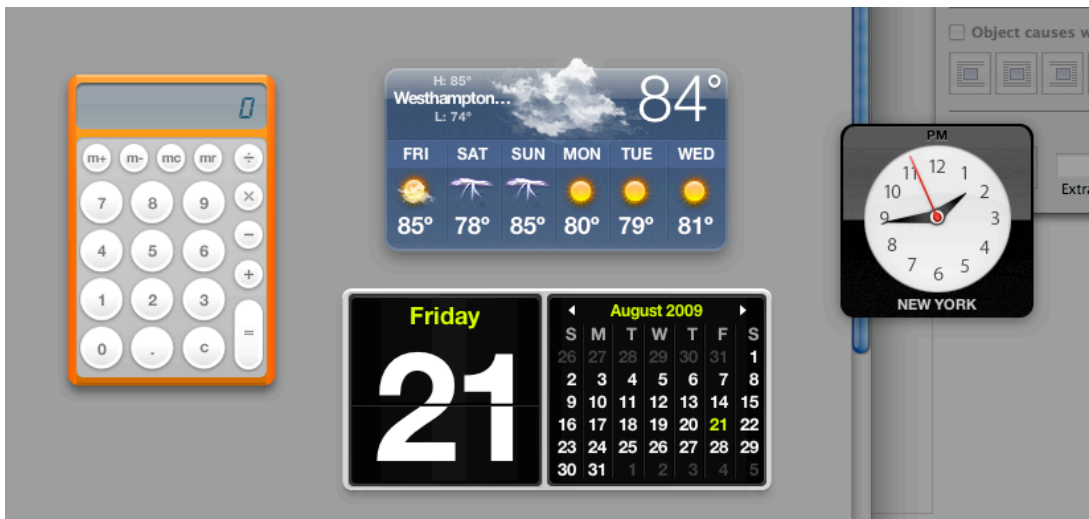 Object causes w
0
m+ m- mc mr ÷
7 8 9 ×
4 5 6 −
+
1 2 3
0 . c =
H: 85°
Westhampton...
L: 74°
84°
FRI SAT SUN MON TUE WED
85° 78° 85° 80° 79° 81°
Friday
21
August 2009
S M T W T F S
26 27 28 29 30 31 1
2 3 4 5 6 7 8
9 10 11 12 13 14 15
16 17 18 19 20 21 22
23 24 25 26 27 28 29
30 31 1 2 3 4 5
PM
12
11 1
10 2
9 3
8 4
7 5
6
NEW YORK
Extra